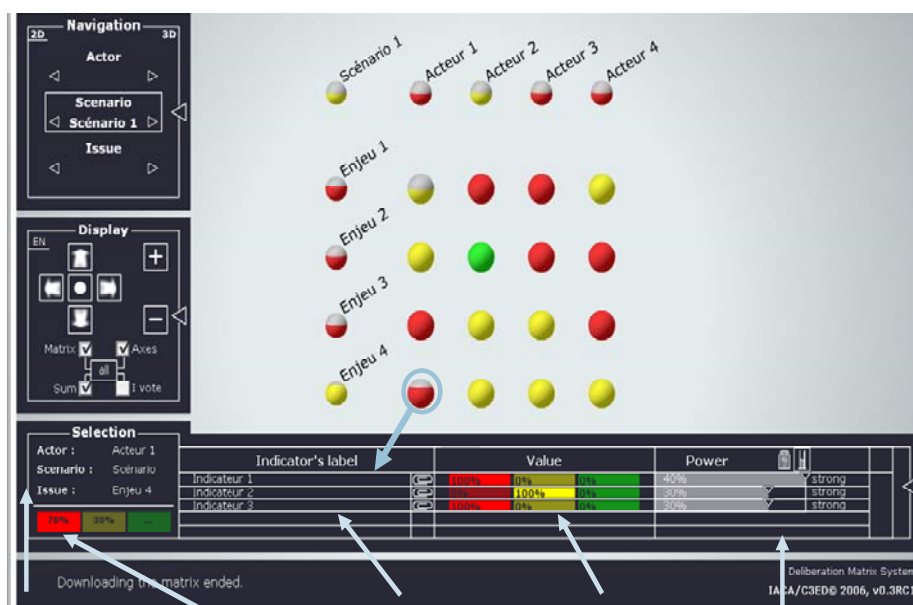 Navigation
2D 3D
Actor
Scenario
Scénario 1
Issue
Scénario 1
Acteur 1
Acteur 2
Acteur 3
Acteur 4
Enjeu 1
Enjeu 2
Enjeu 3
Enjeu 4
Display
EN
+
−
Matrix Axes
all
Sum I vote
Selection
Actor : Acteur 1
Scenario : Scénario
Issue : Enjeu 4
70% 30% ...
Indicator's label Value Power
Indicateur 1 100% 0% 0% 40% strong
Indicateur 2 0% 100% 0% 30% strong
Indicateur 3 100% 0% 0% 30% strong
Downloading the matrix ended.
Deliberation Matrix System
IACA/C3ED© 2006, v0.3RC1